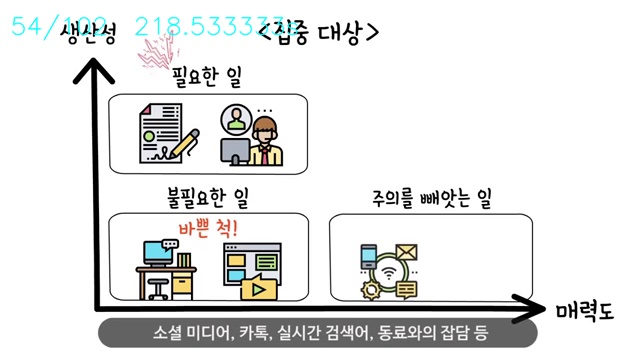 54/102 218.533333s
생산성 <집중 대상>
필요한 일
불필요한 일
바쁜 척!
주의를 빼앗는 일
매력도
소셜 미디어, 카톡, 실시간 검색어, 동료와의 잡담 등